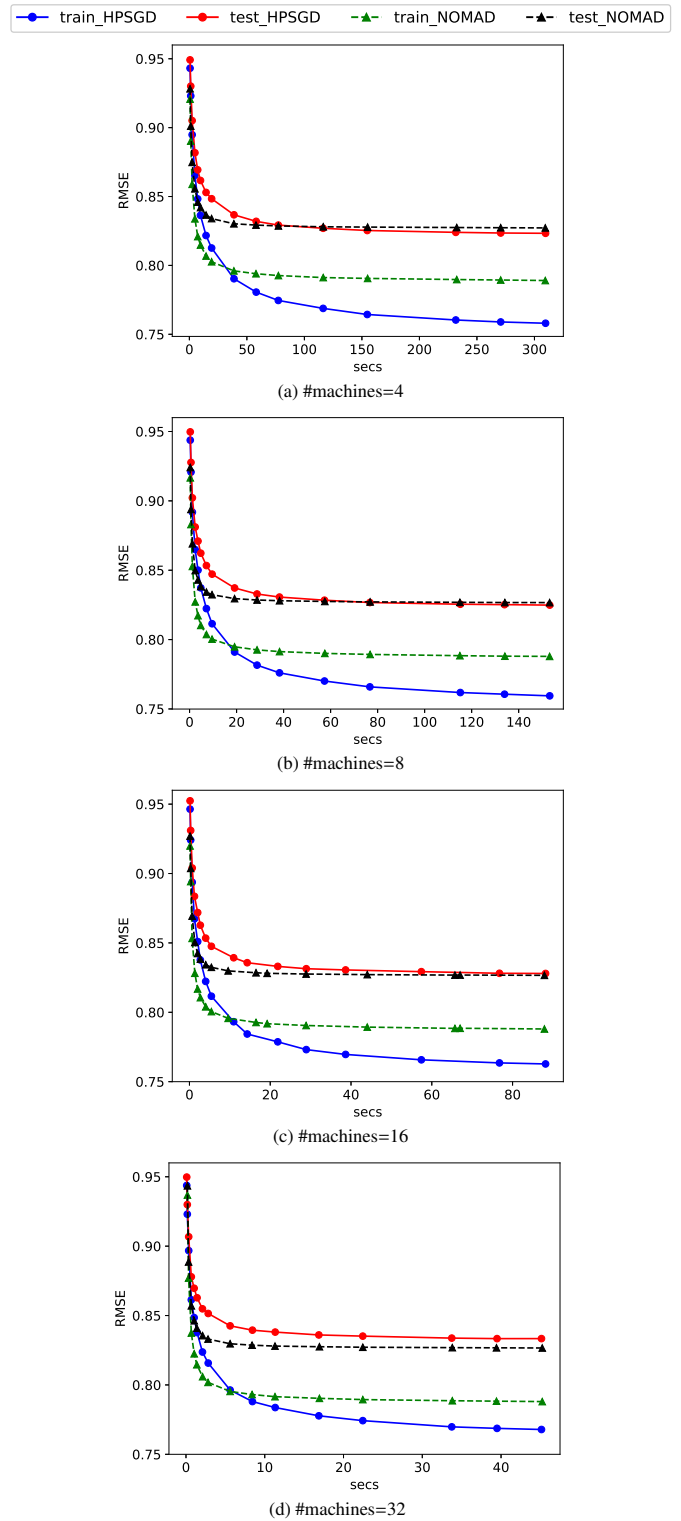 train_HPSGD test_HPSGD train_NOMAD test_NOMAD
0.95
0.90
0.85
0.80
0.75
RMSE
0 50 100 150 200 250 300
secs
(a) #machines=4
0.95
0.90
0.85
0.80
0.75
RMSE
0 20 40 60 80 100 120 140
secs
(b) #machines=8
0.95
0.90
0.85
0.80
0.75
RMSE
0 20 40 60 80
secs
(c) #machines=16
0.95
0.90
0.85
0.80
0.75
RMSE
0 10 20 30 40
secs
(d) #machines=32